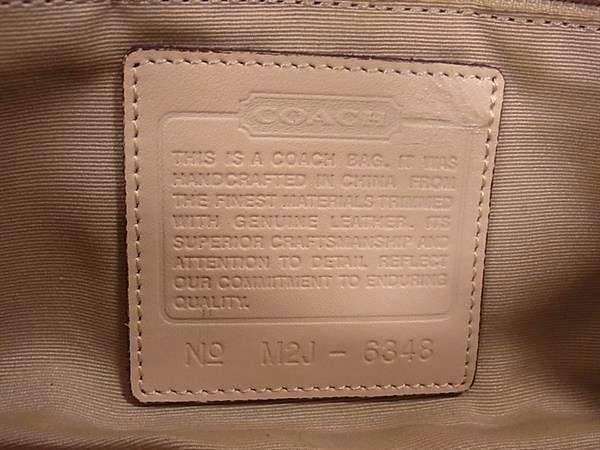 COACH
THIS IS A COACH BAG. IT WAS
HANDCRAFTED IN CHINA FROM
THE FINEST MATERIALS TRIMMED
WITH GENUINE LEATHER. ITS
SUPERIOR CRAFTSMANSHIP AND
ATTENTION TO DETAIL REFLECT
OUR COMMITMENT TO ENDURING
QUALITY.
No M2J - 6348